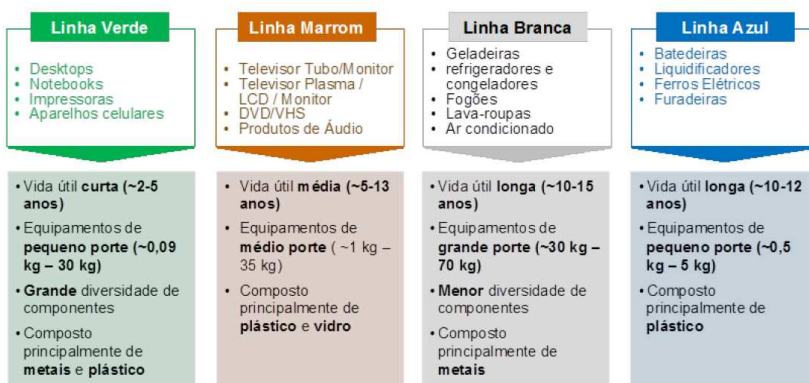 Linha Verde
• Desktops
• Notebooks
• Impressoras
• Aparelhos celulares
• Vida útil curta (~2-5
anos)
• Equipamentos de
pequeno porte (~0,09
kg – 30 kg)
• Grande diversidade de
componentes
• Composto
principalmente de
metais e plástico
Linha Marrom
• Televisor Tubo/Monitor
• Televisor Plasma /
LCD / Monitor
• DVD/VHS
• Produtos de Áudio
• Vida útil média (~5-13
anos)
• Equipamentos de
médio porte ( ~1 kg –
35 kg)
• Composto
principalmente de
plástico e vidro
Linha Branca
• Geladeiras
• refrigeradores e
congeladores
• Fogões
• Lava-roupas
• Ar condicionado
• Vida útil longa (~10-15
anos)
• Equipamentos de
grande porte (~30 kg –
70 kg)
• Menor diversidade de
componentes
• Composto
principalmente de
metais
Linha Azul
• Batedeiras
• Liquidificadores
• Ferros Elétricos
• Furadeiras
• Vida útil longa (~10-12
anos)
• Equipamentos de
pequeno porte (~0,5
kg – 5 kg)
• Composto
principalmente de
plástico